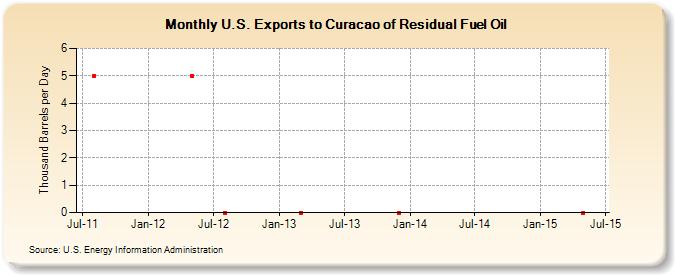 Monthly U.S. Exports to Curacao of Residual Fuel Oil
Thousand Barrels per Day
6
5
4
3
2
1
0
Jul-11 Jan-12 Jul-12 Jan-13 Jul-13 Jan-14 Jul-14 Jan-15 Jul-15
Source: U.S. Energy Information Administration